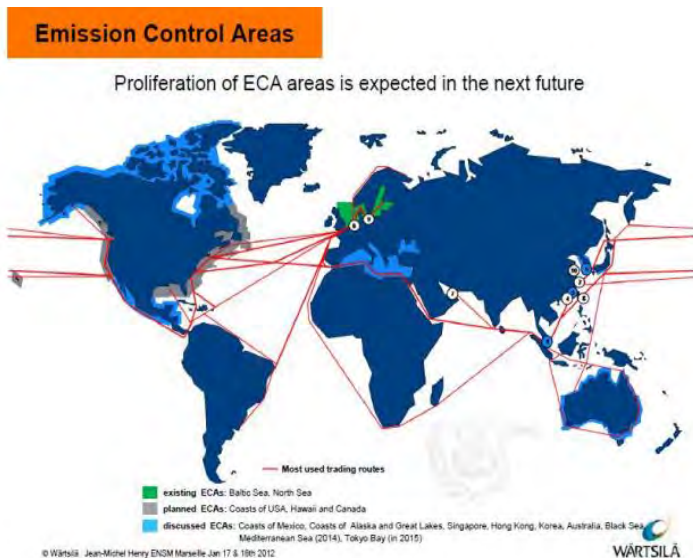 Emission Control Areas
Proliferation of ECA areas is expected in the next future
Most used trading routes
existing ECAs: Baltic Sea, North Sea
planned ECAs: Coasts of USA, Hawaii and Canada
discussed ECAs: Coasts of Mexico, Coasts of Alaska and Great Lakes, Singapore, Hong Kong, Korea, Australia, Black Sea
Mediterranean Sea (2014), Tokyo Bay (in 2015)
© Wärtsilä Jean-Michel Henry ENSM Marseille Jan 17 & 18th 2012
WÄRTSILÄ